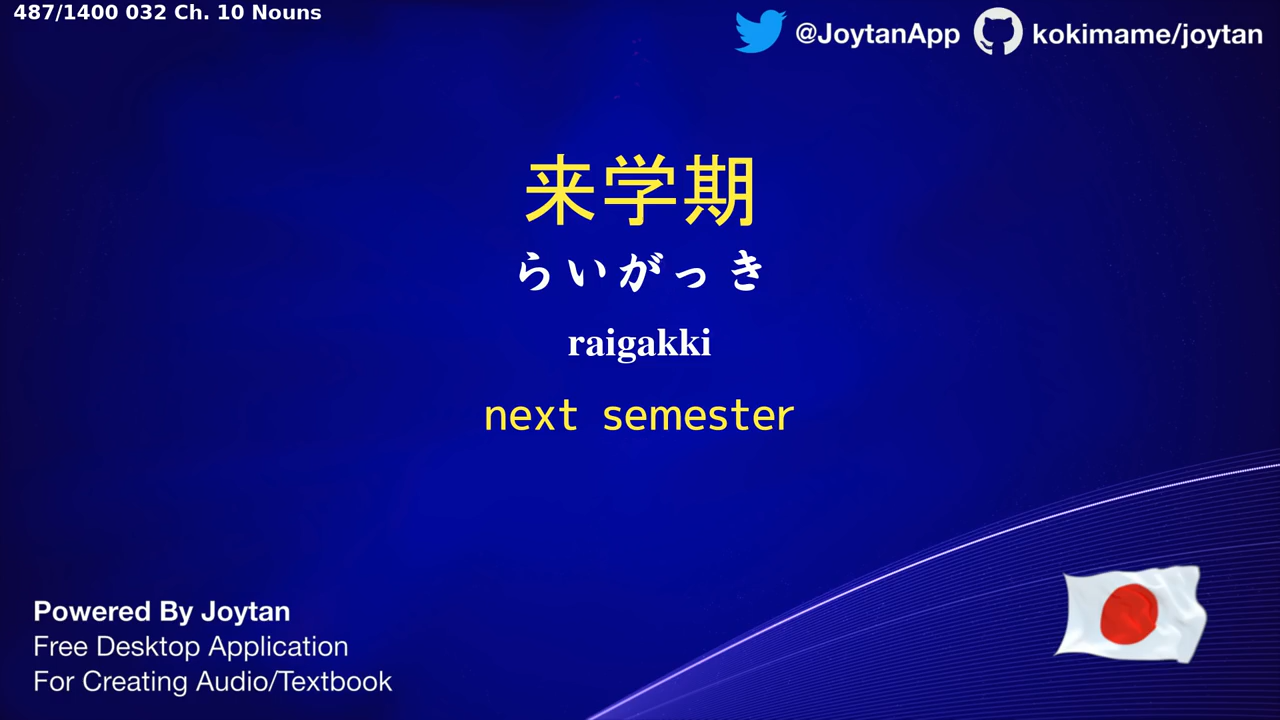 487/1400 032 Ch. 10 Nouns
@JoytanApp kokimame/joytan
来学期
らいがっき
raigakki
next semester
Powered By Joytan
Free Desktop Application
For Creating Audio/Textbook